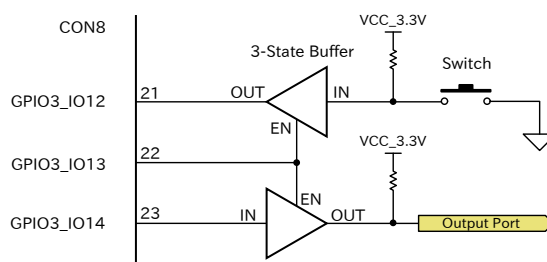 CON8
VCC_3.3V
3-State Buffer
Switch
GPIO3_IO12 21 OUT IN
EN
GPIO3_IO13 22
VCC_3.3V
EN
GPIO3_IO14 23 IN OUT
Output Port